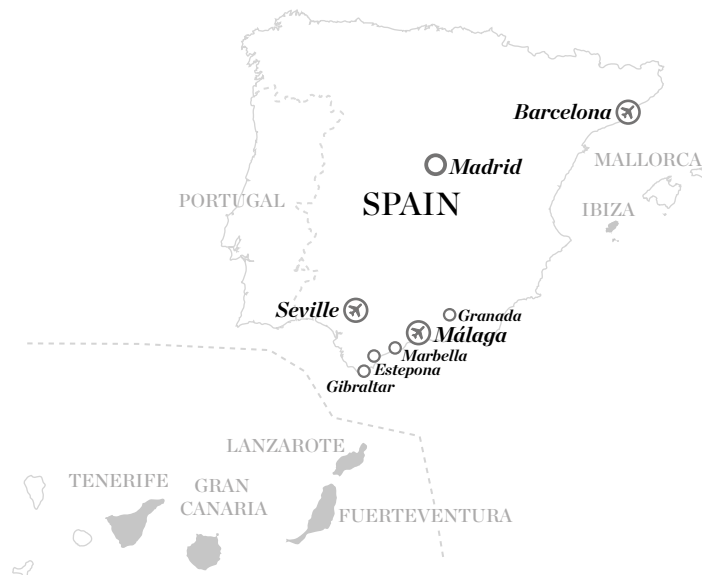 Barcelona
MALLORCA
Madrid
PORTUGAL
SPAIN
IBIZA
Seville
Granada
Málaga
Marbella
Estepona
Gibraltar
LANZAROTE
TENERIFE
GRAN
CANARIA
FUERTEVENTURA